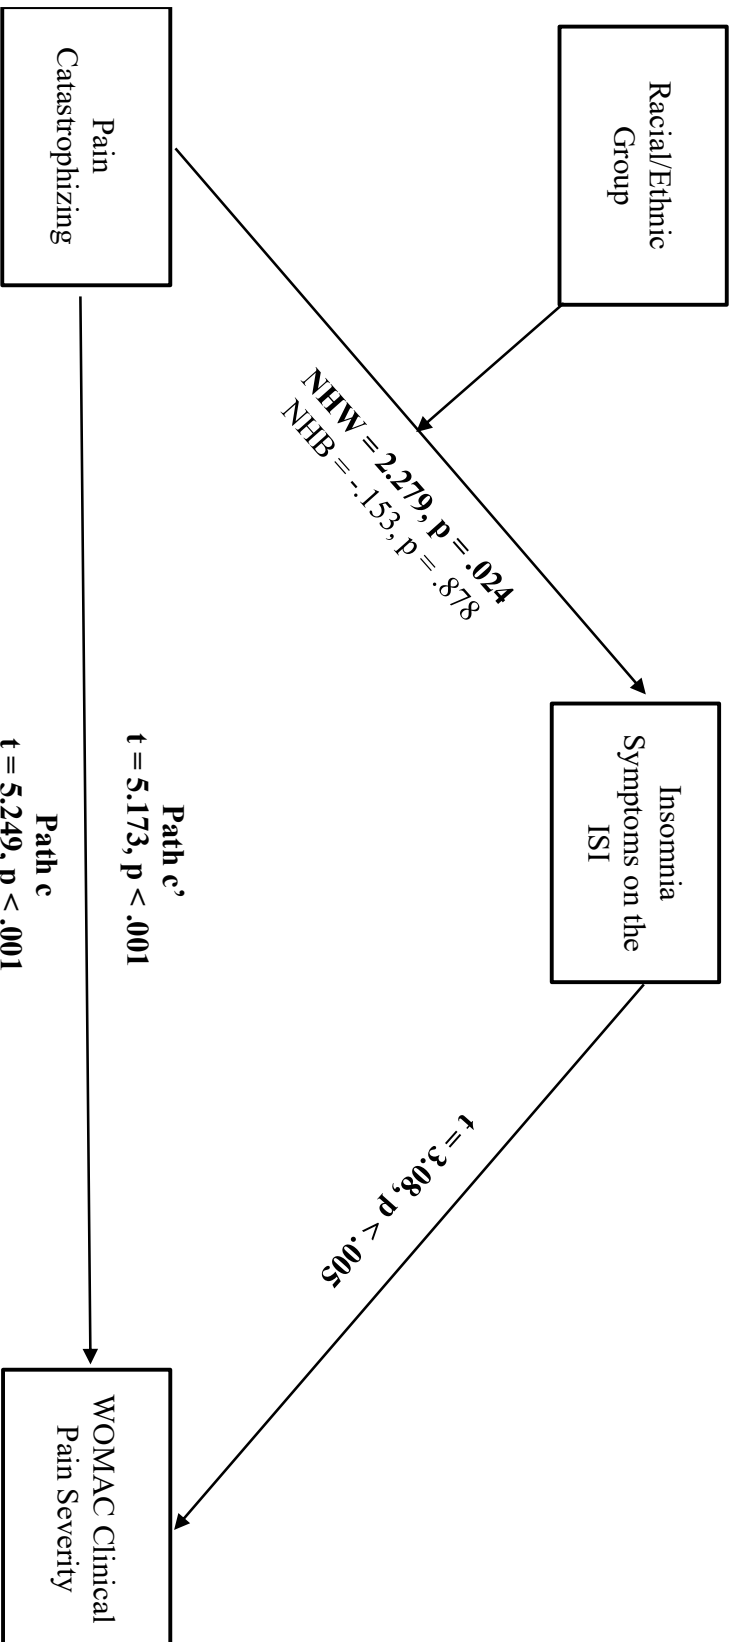 Racial/Ethnic
Group
Insomnia
Symptoms on the
ISI
NHW = 2.279, p = .024
NHB = -.153, p = .878
t = 3.08, p < .005
Pain
Catastrophizing
Path c’
t = 5.173, p < .001
Path c
t = 5.249, p < .001
WOMAC Clinical
Pain Severity